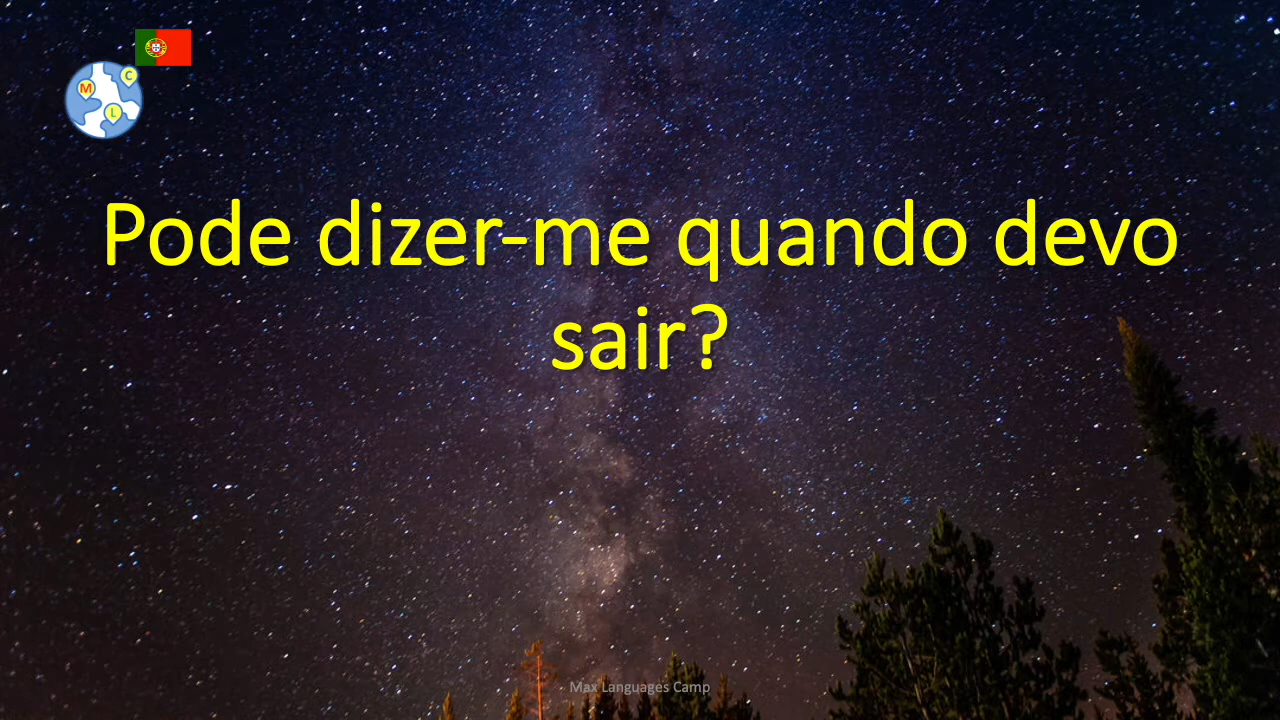 C
M
L
Pode dizer-me quando devo
sair?
Max Languages Camp